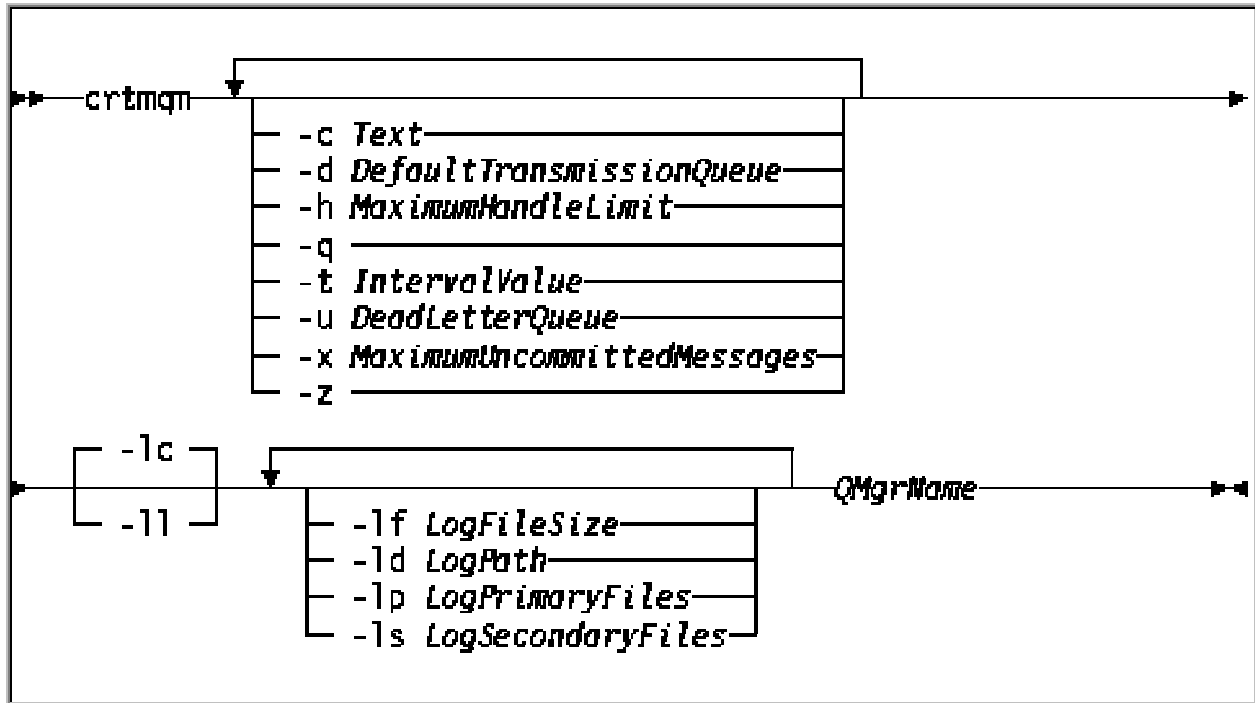 crtmqm
-c Text
-d DefaultTransmissionQueue
-h MaximumHandleLimit
-q
-t IntervalValue
-u DeadLetterQueue
-x MaximumUncommittedMessages
-z
-lc
-ll
-lf LogFileSize
-ld LogPath
-lp LogPrimaryFiles
-ls LogSecondaryFiles
QMgrName